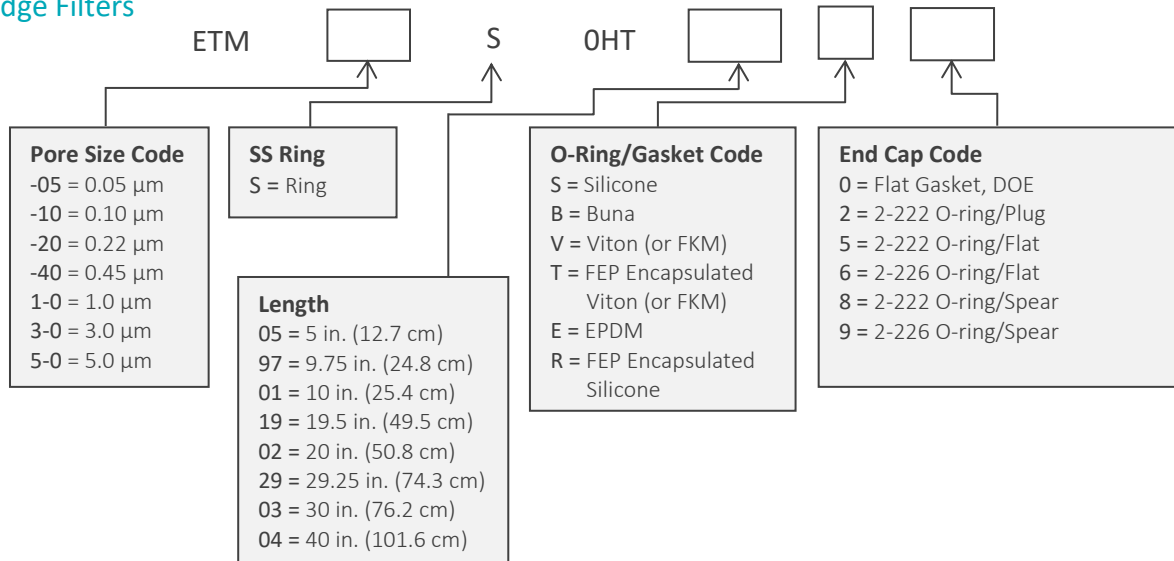 dge Filters
ETM S 0HT
Pore Size Code
-05 = 0.05 µm
-10 = 0.10 µm
-20 = 0.22 µm
-40 = 0.45 µm
1-0 = 1.0 µm
3-0 = 3.0 µm
5-0 = 5.0 µm
SS Ring
S = Ring
Length
05 = 5 in. (12.7 cm)
97 = 9.75 in. (24.8 cm)
01 = 10 in. (25.4 cm)
19 = 19.5 in. (49.5 cm)
02 = 20 in. (50.8 cm)
29 = 29.25 in. (74.3 cm)
03 = 30 in. (76.2 cm)
04 = 40 in. (101.6 cm)
O-Ring/Gasket Code
S = Silicone
B = Buna
V = Viton (or FKM)
T = FEP Encapsulated
Viton (or FKM)
E = EPDM
R = FEP Encapsulated
Silicone
End Cap Code
0 = Flat Gasket, DOE
2 = 2-222 O-ring/Plug
5 = 2-222 O-ring/Flat
6 = 2-226 O-ring/Flat
8 = 2-222 O-ring/Spear
9 = 2-226 O-ring/Spear